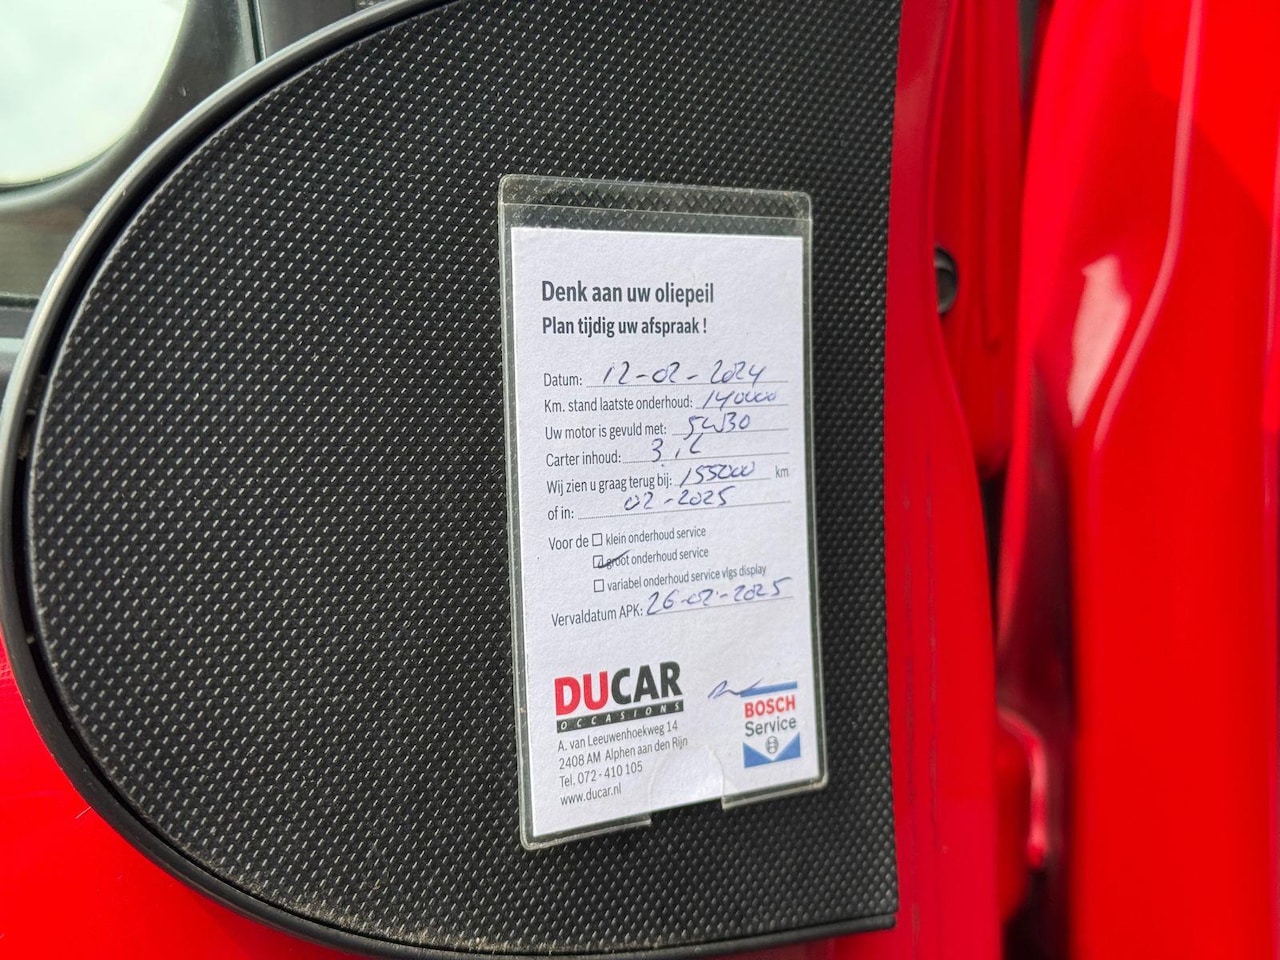 Denk aan uw oliepeil
Plan tijdig uw afspraak !
Datum: 12-02-2024
Km. stand laatste onderhoud: 140000
Uw motor is gevuld met: 5W30
Carter inhoud: 3,
Wij zien u graag terug bij: 155000 km
of in: 02-2025
Voor de klein onderhoud service
groot onderhoud service
variabel onderhoud service vlgs display
Vervaldatum APK: 26-02-2025
DUCAR
OCCASIONS
A. van Leeuwenhoekweg 14
2408 AM Alphen aan den Rijn
Tel. 072 - 410 105
www.ducar.nl
BOSCH
Service